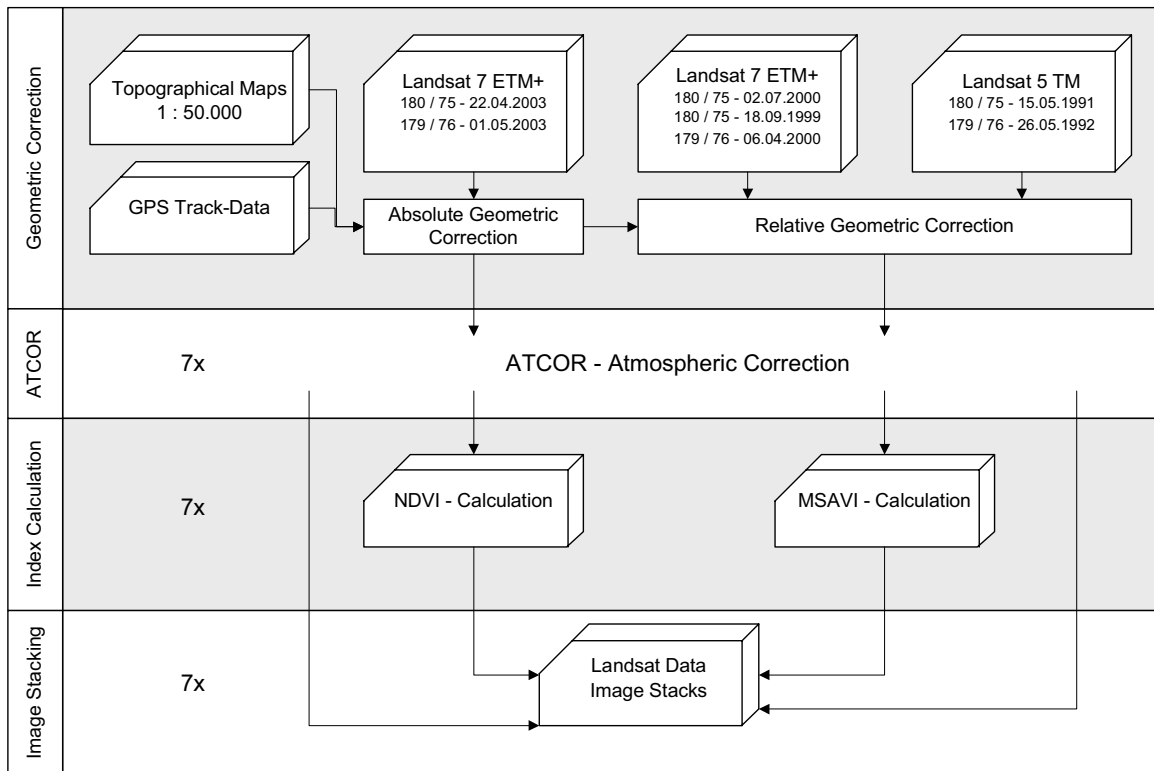 Geometric Correction
Topographical Maps
1 : 50.000
GPS Track-Data
Landsat 7 ETM+
180 / 75 - 22.04.2003
179 / 76 - 01.05.2003
Landsat 7 ETM+
180 / 75 - 02.07.2000
180 / 75 - 18.09.1999
179 / 76 - 06.04.2000
Landsat 5 TM
180 / 75 - 15.05.1991
179 / 76 - 26.05.1992
Absolute Geometric
Correction
Relative Geometric Correction
ATCOR
7x
ATCOR - Atmospheric Correction
Index Calculation
7x
NDVI - Calculation
MSAVI - Calculation
Image Stacking
7x
Landsat Data
Image Stacks